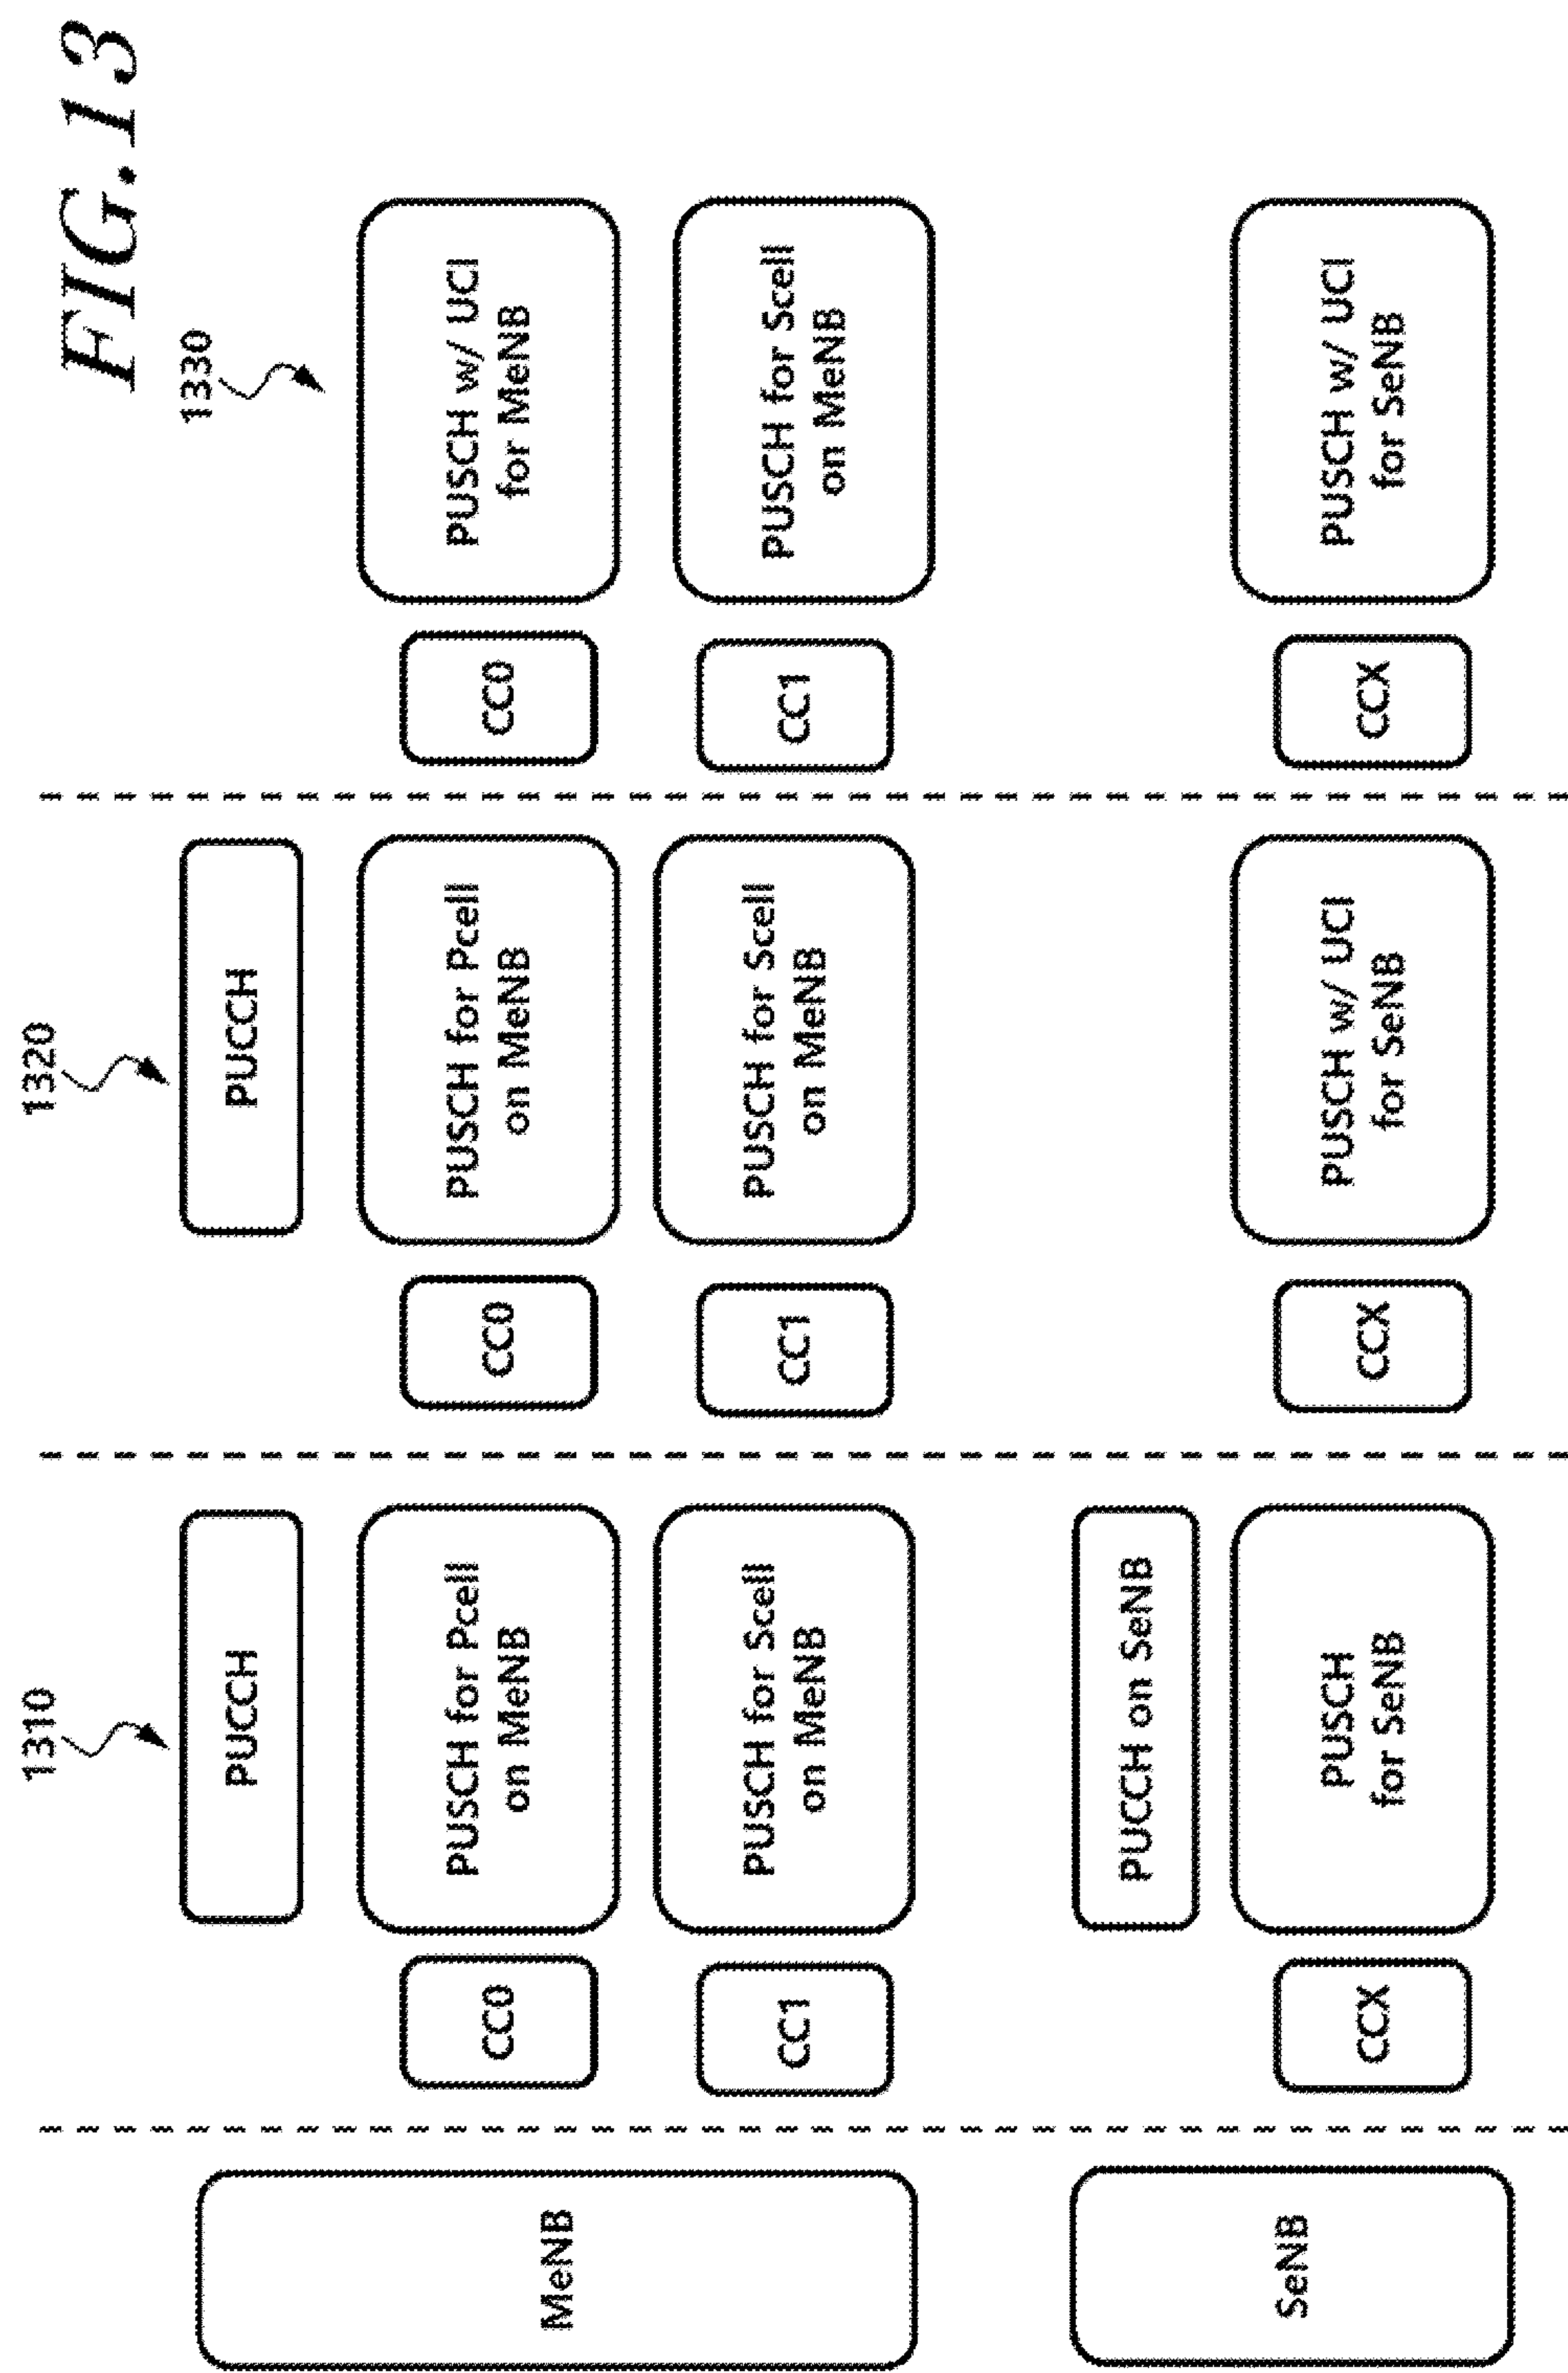 FIG.13
MeNB
SeNB
1310
PUCCH
CC0
PUSCH for Pcell
on MeNB
CC1
PUSCH for Scell
on MeNB
PUCCH on SeNB
CCX
PUSCH
for SeNB
1320
PUCCH
CC0
PUSCH for Pcell
on MeNB
CC1
PUSCH for Scell
on MeNB
CCX
PUSCH w/ UCI
for SeNB
1330
CC0
PUSCH w/ UCI
for MeNB
CC1
PUSCH for Scell
on MeNB
CCX
PUSCH w/ UCI
for SeNB